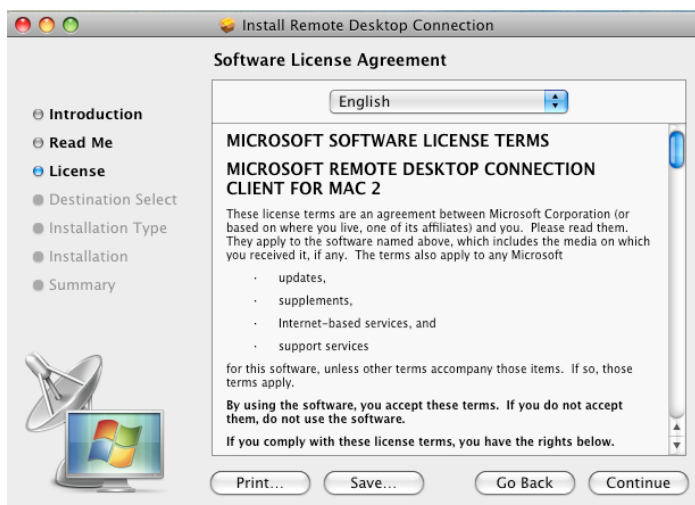 Install Remote Desktop Connection
Software License Agreement
Introduction
Read Me
License
Destination Select
Installation Type
Installation
Summary
English
MICROSOFT SOFTWARE LICENSE TERMS
MICROSOFT REMOTE DESKTOP CONNECTION
CLIENT FOR MAC 2
These license terms are an agreement between Microsoft Corporation (or
based on where you live, one of its affiliates) and you.  Please read them.
They apply to the software named above, which includes the media on which
you received it, if any.  The terms also apply to any Microsoft
· updates,
· supplements,
· Internet-based services, and
· support services
for this software, unless other terms accompany those items.  If so, those
terms apply.
By using the software, you accept these terms.  If you do not accept
them, do not use the software.
If you comply with these license terms, you have the rights below.
Print...
Save...
Go Back
Continue